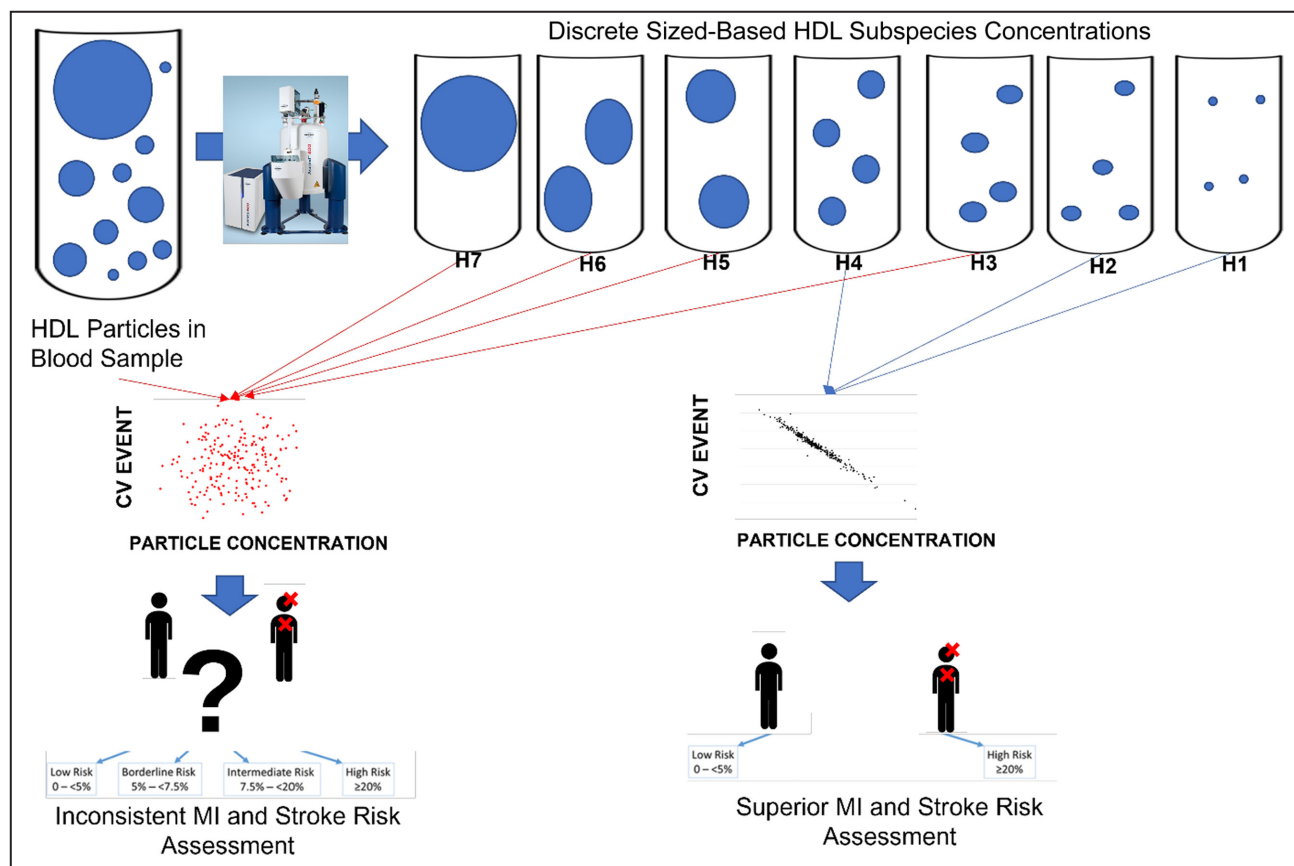 Discrete Sized-Based HDL Subspecies Concentrations
H7
H6
H5
H4
H3
H2
H1
HDL Particles in
Blood Sample
CV EVENT
PARTICLE CONCENTRATION
CV EVENT
PARTICLE CONCENTRATION
?
Low Risk
0 – <5%
Borderline Risk
5% – <7.5%
Intermediate Risk
7.5% – <20%
High Risk
≥20%
Inconsistent MI and Stroke Risk
Assessment
Low Risk
0 – <5%
High Risk
≥20%
Superior MI and Stroke Risk
Assessment